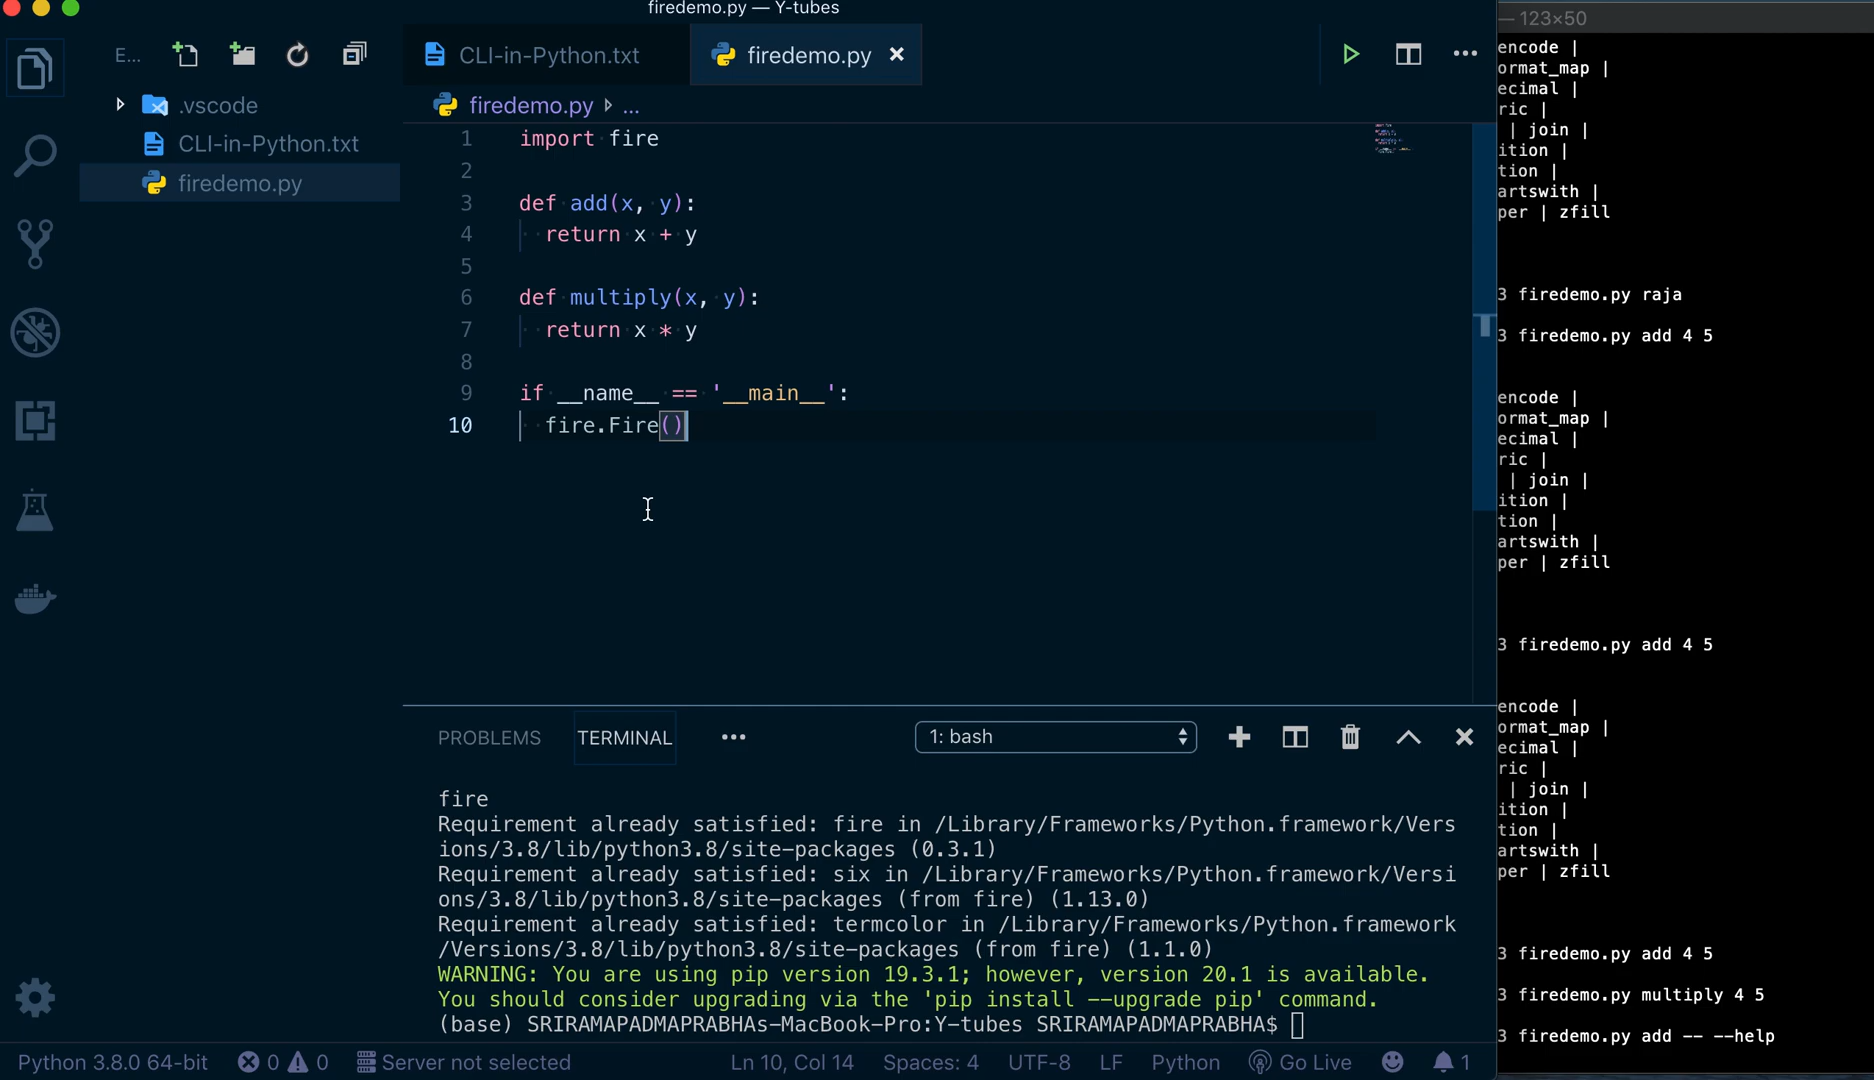 firedemo.py — Y-tubes
— 123×50
E...
CLI-in-Python.txt
firedemo.py
.vscode
CLI-in-Python.txt
firedemo.py
firedemo.py ...
1 import fire
2
3 def add(x, y):
4 return x + y
5
6 def multiply(x, y):
7 return x * y
8
9 if __name__ == '__main__':
10 fire.Fire()
PROBLEMS
TERMINAL
...
1: bash
fire
Requirement already satisfied: fire in /Library/Frameworks/Python.framework/Vers
ions/3.8/lib/python3.8/site-packages (0.3.1)
Requirement already satisfied: six in /Library/Frameworks/Python.framework/Versi
ons/3.8/lib/python3.8/site-packages (from fire) (1.13.0)
Requirement already satisfied: termcolor in /Library/Frameworks/Python.framework
/Versions/3.8/lib/python3.8/site-packages (from fire) (1.1.0)
WARNING: You are using pip version 19.3.1; however, version 20.1 is available.
You should consider upgrading via the 'pip install --upgrade pip' command.
(base) SRIRAMAPADMAPRABHAs-MacBook-Pro:Y-tubes SRIRAMAPADMAPRABHA$
Python 3.8.0 64-bit
0
0
Server not selected
Ln 10, Col 14
Spaces: 4
UTF-8
LF
Python
Go Live
1
encode |
ormat_map |
ecimal |
ric |
| join |
ition |
tion |
artswith |
per | zfill
3 firedemo.py raja
3 firedemo.py add 4 5
encode |
ormat_map |
ecimal |
ric |
| join |
ition |
tion |
artswith |
per | zfill
3 firedemo.py add 4 5
encode |
ormat_map |
ecimal |
ric |
| join |
ition |
tion |
artswith |
per | zfill
3 firedemo.py add 4 5
3 firedemo.py multiply 4 5
3 firedemo.py add -- --help